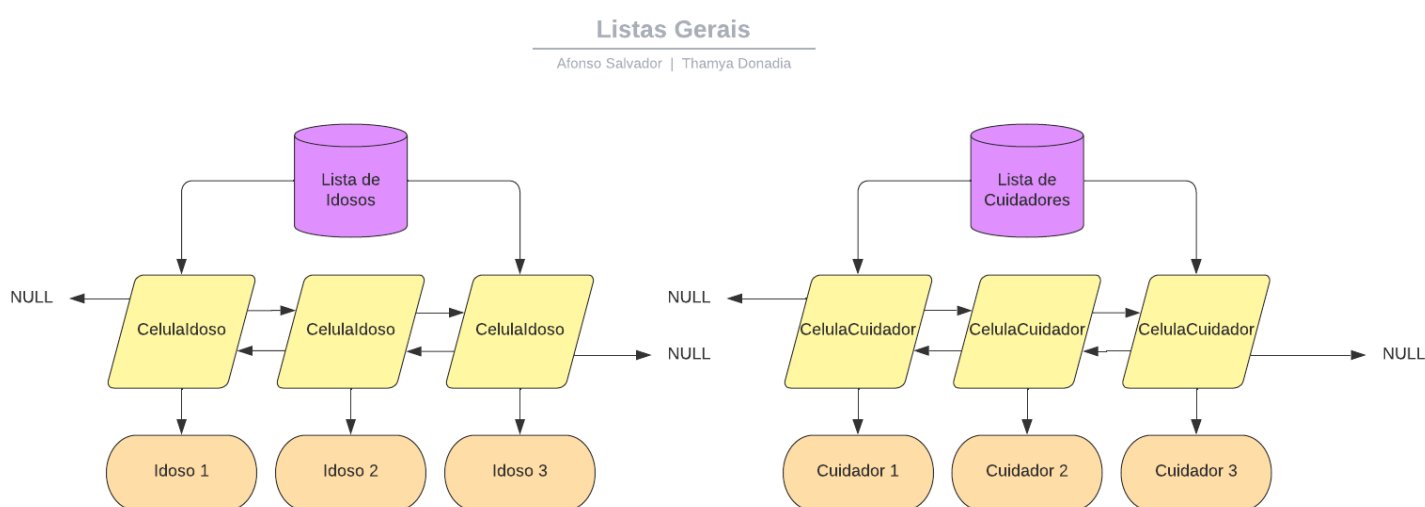 Listas Gerais
Afonso Salvador | Thamya Donadia
Lista de
Idosos
Lista de
Cuidadores
NULL
CelulaIdoso
CelulaIdoso
CelulaIdoso
NULL
NULL
CelulaCuidador
CelulaCuidador
CelulaCuidador
NULL
Idoso 1
Idoso 2
Idoso 3
Cuidador 1
Cuidador 2
Cuidador 3